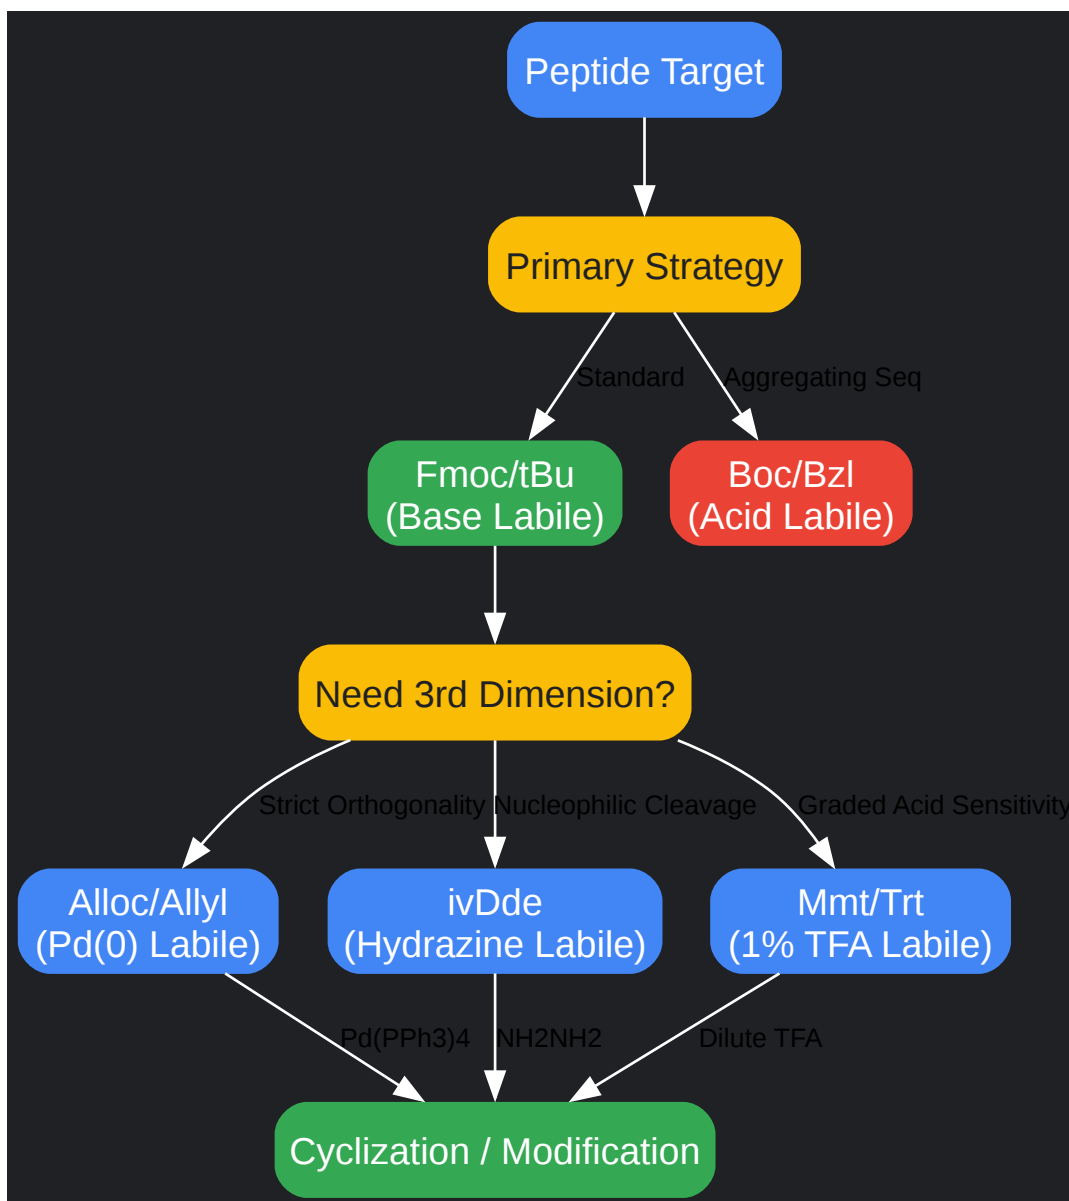 Peptide Target
Primary Strategy
Standard
Aggregating Seq
Fmoc/tBu
(Base Labile)
Boc/Bzl
(Acid Labile)
Need 3rd Dimension?
Strict Orthogonality
Nucleophilic Cleavage
Graded Acid Sensitivity
Alloc/Allyl
(Pd(0) Labile)
ivDde
(Hydrazine Labile)
Mmt/Trt
(1% TFA Labile)
Pd(PPh3)4
NH2NH2
Dilute TFA
Cyclization / Modification